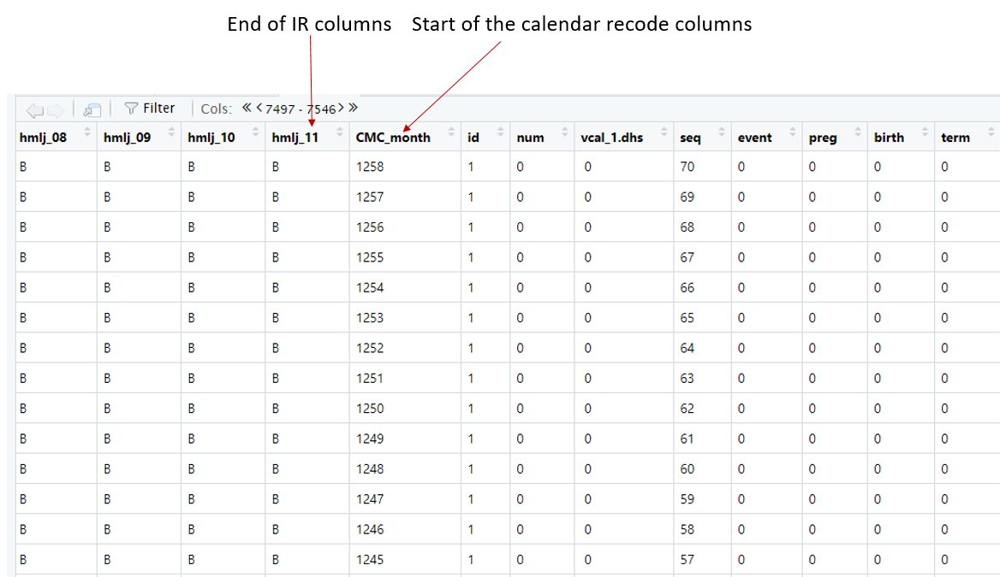 End of IR columns Start of the calendar recode columns
Filter Cols: « < 7497 - 7546 > »
hmlj_08 hmlj_09 hmlj_10 hmlj_11 CMC_month id num vcal_1.dhs seq event preg birth term
B B B B 1258 1 0 0 70 0 0 0 0
B B B B 1257 1 0 0 69 0 0 0 0
B B B B 1256 1 0 0 68 0 0 0 0
B B B B 1255 1 0 0 67 0 0 0 0
B B B B 1254 1 0 0 66 0 0 0 0
B B B B 1253 1 0 0 65 0 0 0 0
B B B B 1252 1 0 0 64 0 0 0 0
B B B B 1251 1 0 0 63 0 0 0 0
B B B B 1250 1 0 0 62 0 0 0 0
B B B B 1249 1 0 0 61 0 0 0 0
B B B B 1248 1 0 0 60 0 0 0 0
B B B B 1247 1 0 0 59 0 0 0 0
B B B B 1246 1 0 0 58 0 0 0 0
B B B B 1245 1 0 0 57 0 0 0 0